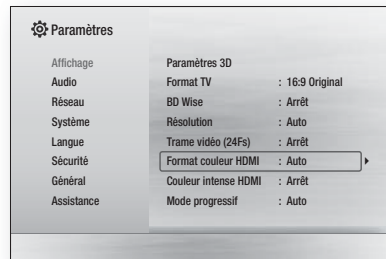 Paramètres
Affichage
Audio
Réseau
Système
Langue
Sécurité
Général
Assistance
Paramètres 3D
Format TV : 16:9 Original
BD Wise : Arrêt
Résolution : Auto
Trame vidéo (24Fs) : Arrêt
Format couleur HDMI : Auto
Couleur intense HDMI : Arrêt
Mode progressif : Auto